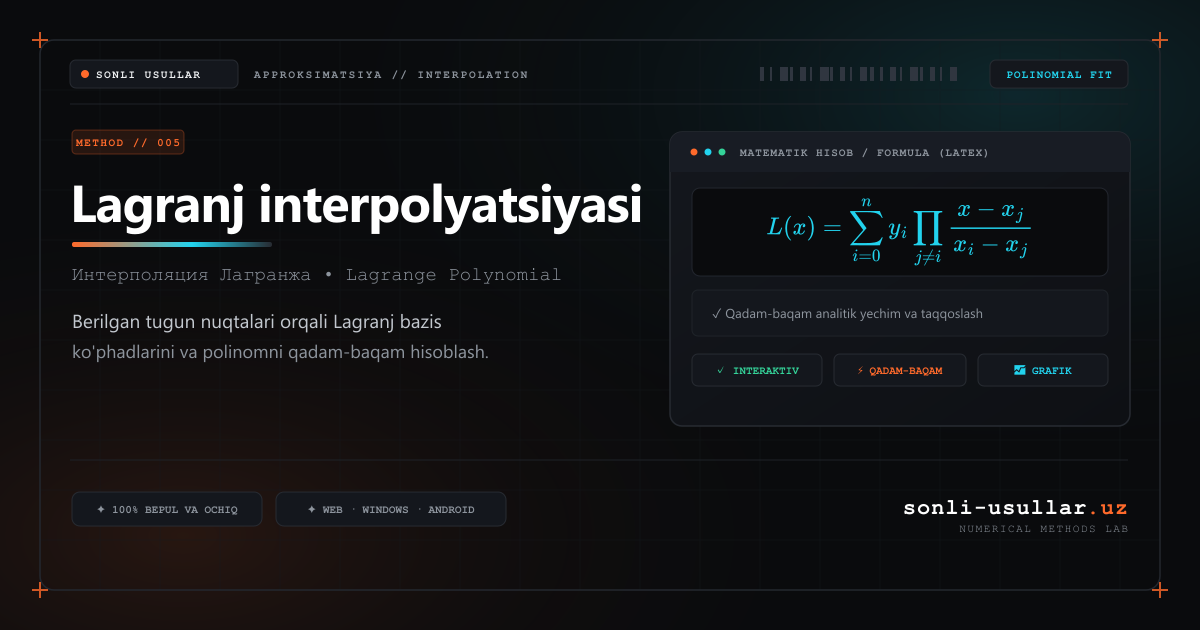 SONLI USULLAR
APPROKSIMATSIYA // INTERPOLATION
POLINOMIAL FIT
METHOD // 005
Lagranj interpolyatsiyasi
Интерполяция Лагранжа • Lagrange Polynomial
Berilgan tugun nuqtalari orqali Lagranj bazis
ko'phadlarini va polinomni qadam-baqam hisoblash.
MATEMATIK HISOB / FORMULA (LATEX)
L(x) = \sum_{i=0}^{n} y_i \prod_{j≠i} \frac{x − x_j}{x_i − x_j}
✓ Qadam-baqam analitik yechim va taqqoslash
✓ INTERAKTIV
⚡ QADAM-BAQAM
GRAFIK
✦ 100% BEPUL VA OCHIQ
✦ WEB · WINDOWS · ANDROID
sonli-usullar.uz
NUMERICAL METHODS LAB